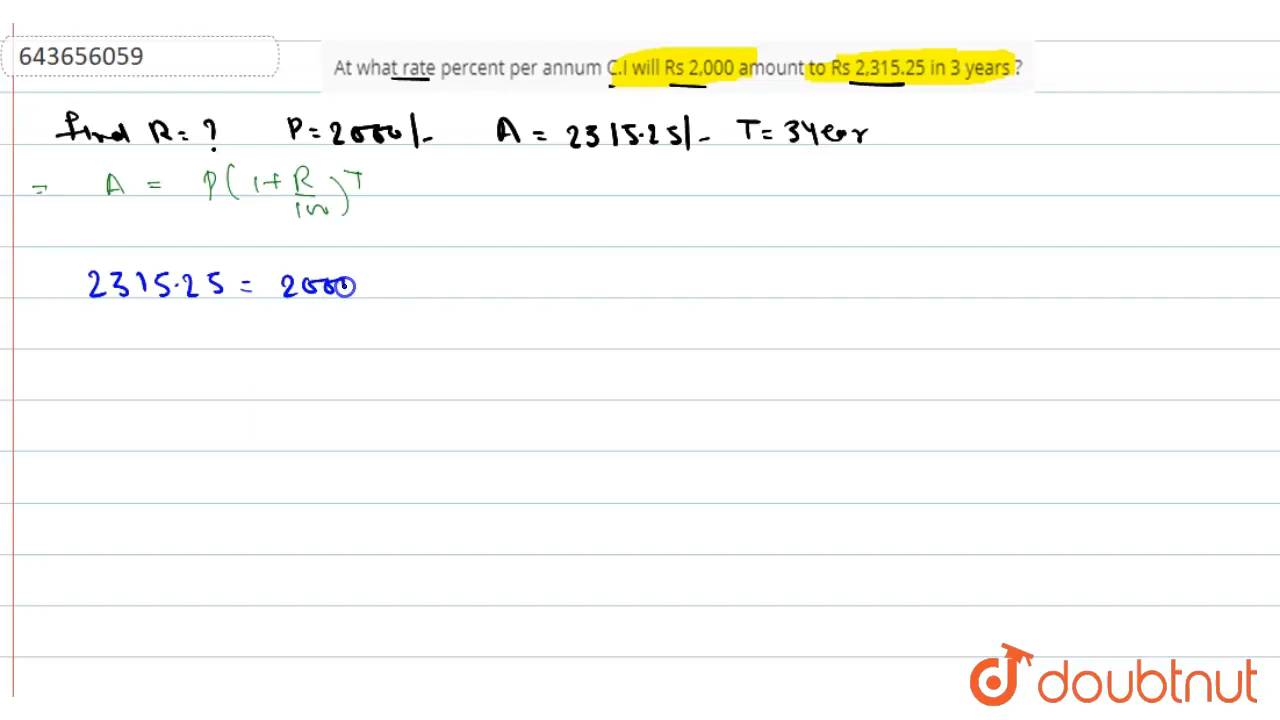 643656059
At what rate percent per annum C.I will Rs 2,000 amount to Rs 2,315.25 in 3 years ?
find R = ? P = 2000/- A = 2315.25/- T = 3 Year
= A = P(1+R/100)^T
2315.25 = 2000
doubtnut